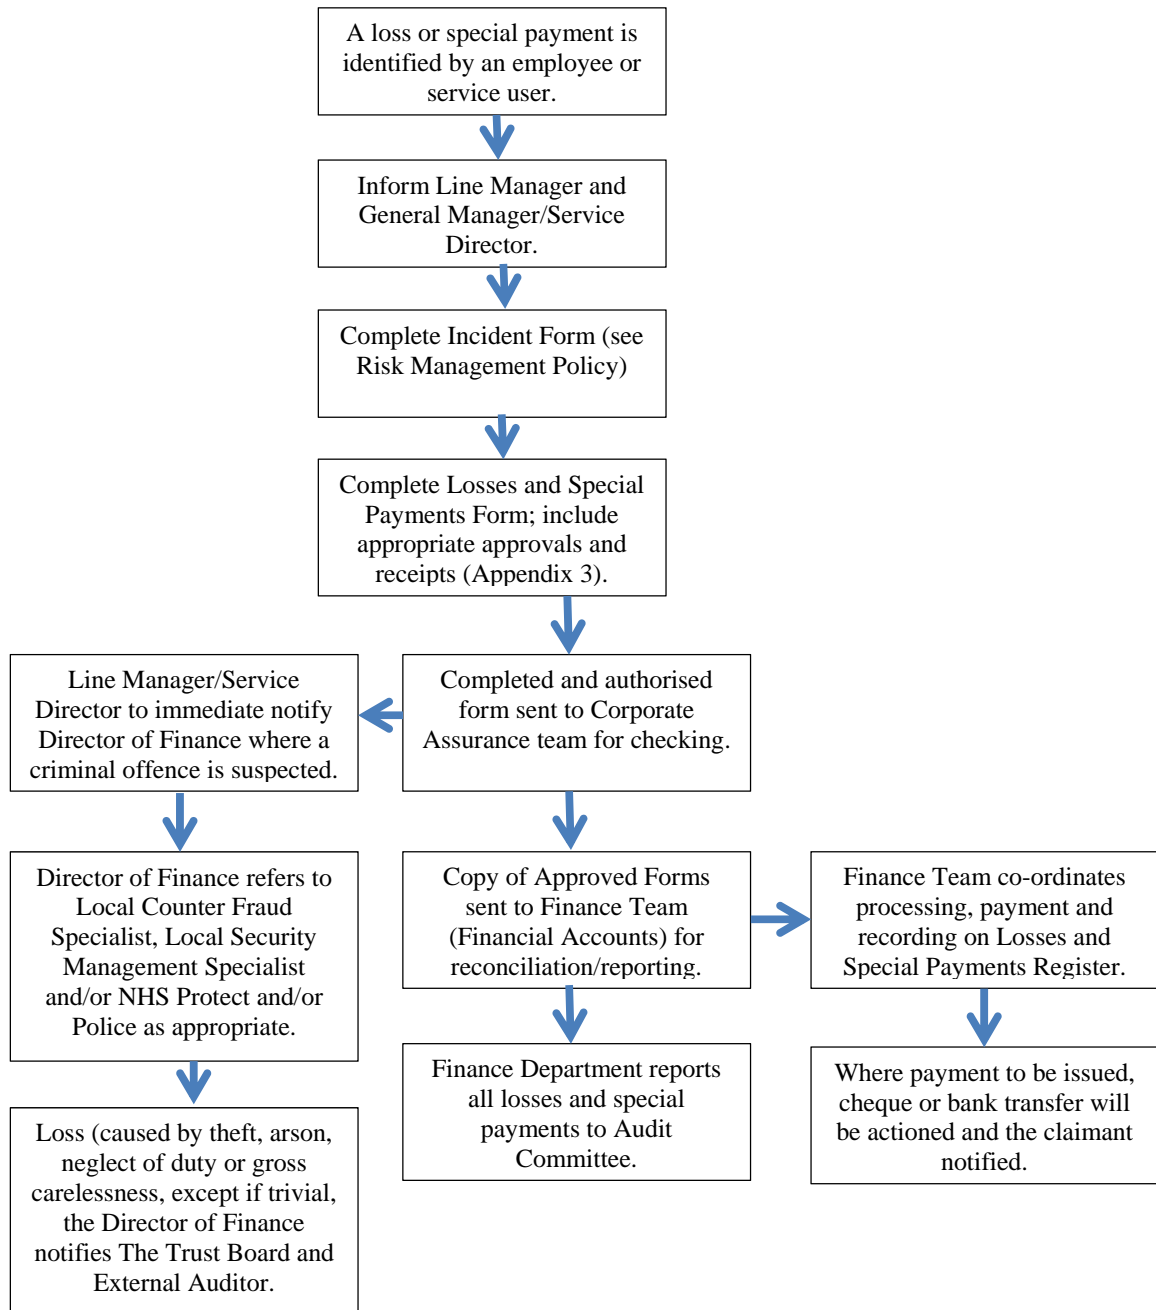 A loss or special payment is
identified by an employee or
service user.
Inform Line Manager and
General Manager/Service
Director.
Complete Incident Form (see
Risk Management Policy)
Complete Losses and Special
Payments Form; include
appropriate approvals and
receipts (Appendix 3).
Line Manager/Service
Director to immediate notify
Director of Finance where a
criminal offence is suspected.
Completed and authorised
form sent to Corporate
Assurance team for checking.
Director of Finance refers to
Local Counter Fraud
Specialist, Local Security
Management Specialist
and/or NHS Protect and/or
Police as appropriate.
Copy of Approved Forms
sent to Finance Team
(Financial Accounts) for
reconciliation/reporting.
Finance Team co-ordinates
processing, payment and
recording on Losses and
Special Payments Register.
Loss (caused by theft, arson,
neglect of duty or gross
carelessness, except if trivial,
the Director of Finance
notifies The Trust Board and
External Auditor.
Finance Department reports
all losses and special
payments to Audit
Committee.
Where payment to be issued,
cheque or bank transfer will
be actioned and the claimant
notified.